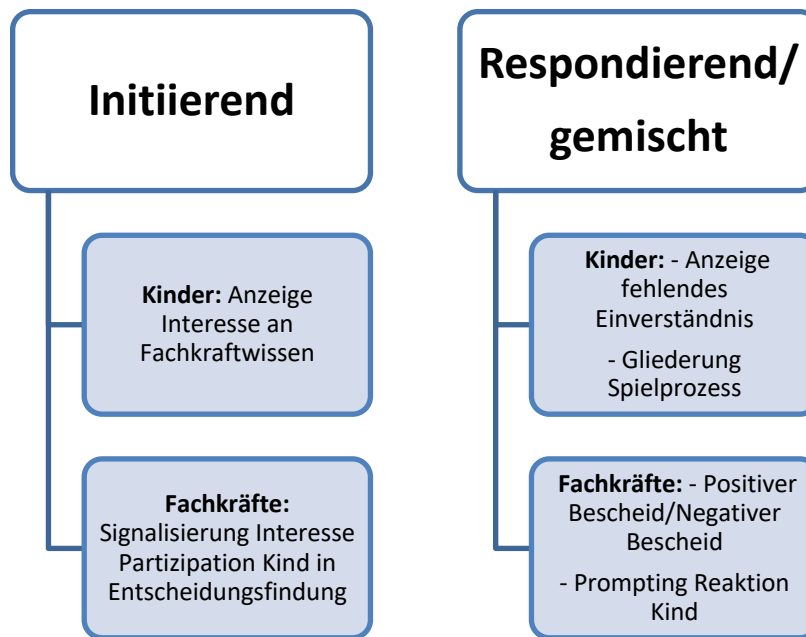 Initiierend
Kinder: Anzeige
Interesse an
Fachkraftwissen
Fachkräfte:
Signalisierung Interesse
Partizipation Kind in
Entscheidungsfindung
Respondierend/
gemischt
Kinder: - Anzeige
fehlendes
Einverständnis
- Gliederung
Spielprozess
Fachkräfte: - Positiver
Bescheid/Negativer
Bescheid
- Prompting Reaktion
Kind